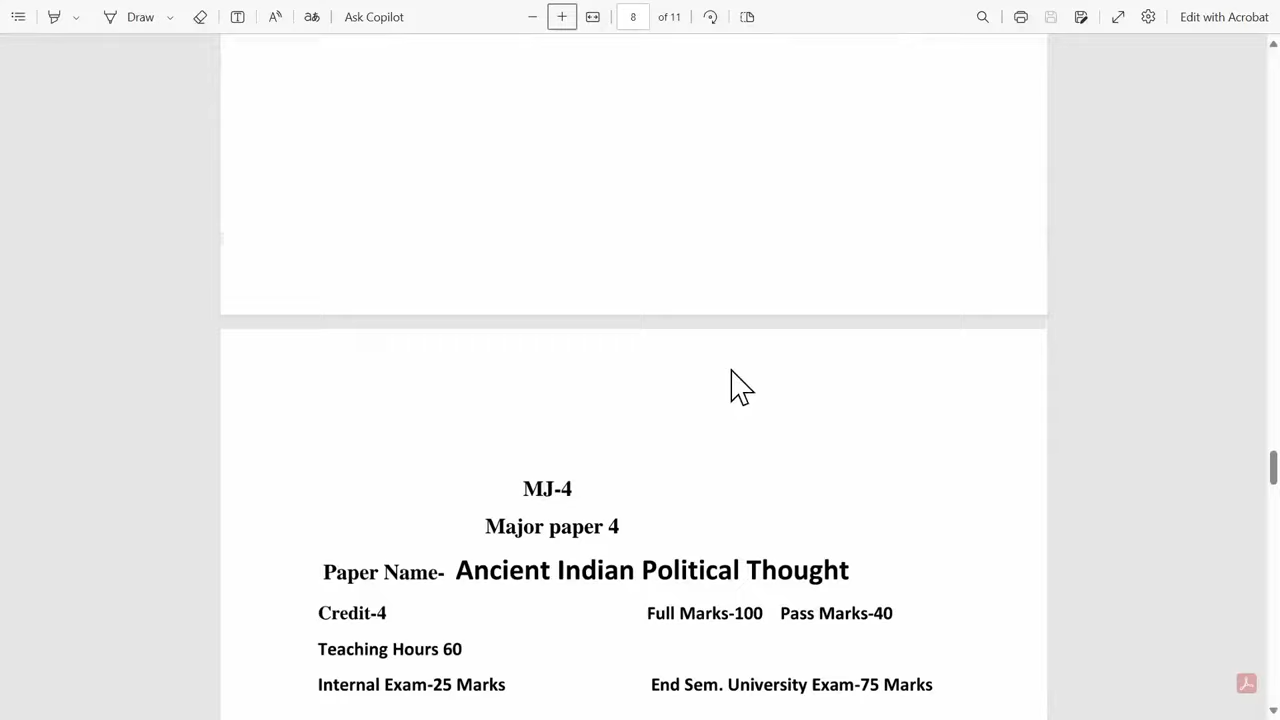 Draw
Ask Copilot
8 of 11
Edit with Acrobat
MJ-4
Major paper 4
Paper Name- Ancient Indian Political Thought
Credit-4 Full Marks-100 Pass Marks-40
Teaching Hours 60
Internal Exam-25 Marks End Sem. University Exam-75 Marks